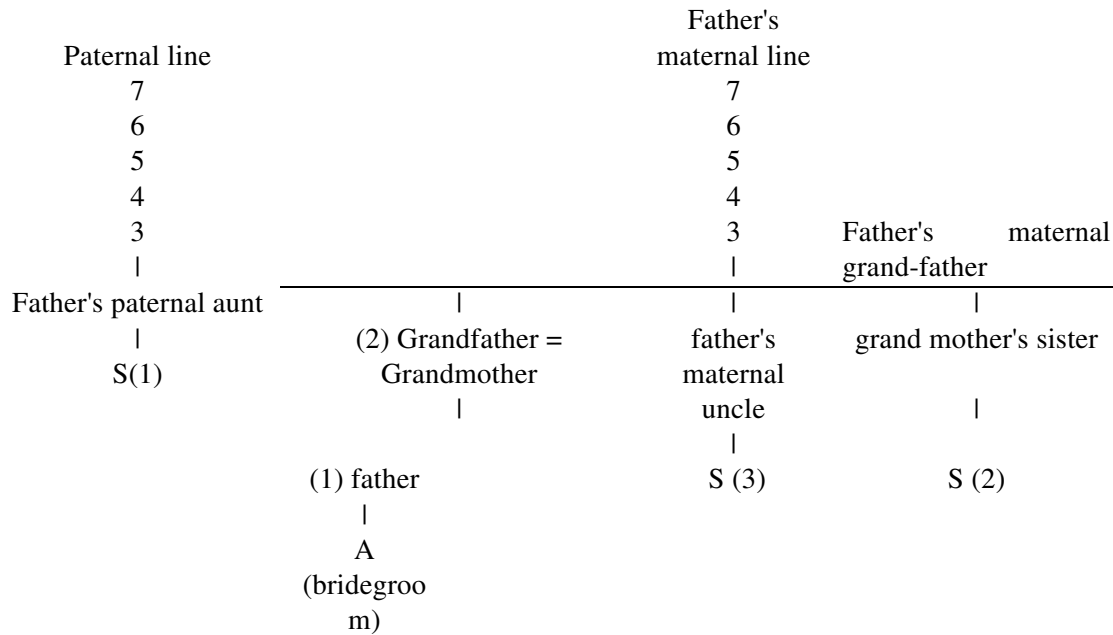 Father's
Paternal line maternal line
7 7
6 6
5 5
4 4
3 3 Father's maternal
| | grand-father
Father's paternal aunt | | |
| (2) Grandfather = father's grand mother's sister
S(1) Grandmother maternal
| uncle |
|
(1) father S (3) S (2)
|
A
(bridegroo
m)